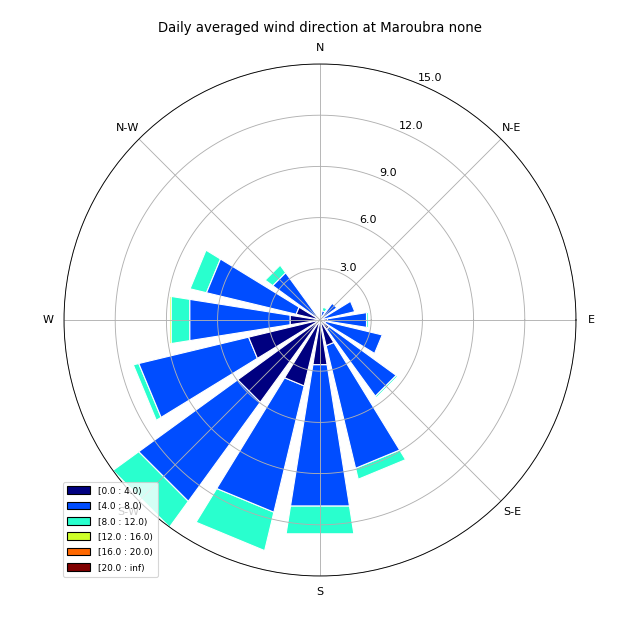 Daily averaged wind direction at Maroubra none
N
15.0
N-W
12.0
N-E
9.0
6.0
3.0
W
E
[0.0 : 4.0)
[4.0 : 8.0)
S-W
S-E
[8.0 : 12.0)
[12.0 : 16.0)
[16.0 : 20.0)
[20.0 : inf)
S